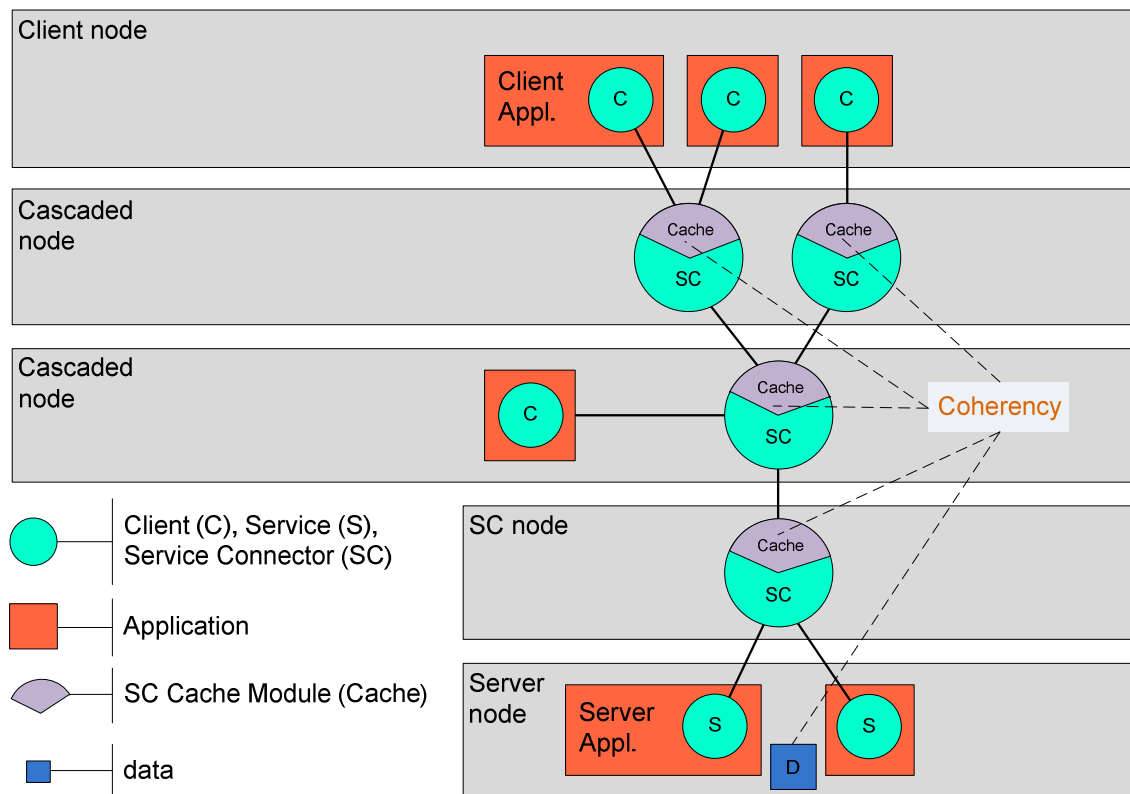 Client node
Client
Appl.
C
C
C
Cascaded
node
Cache
SC
Cache
SC
Cascaded
node
C
Cache
SC
Coherency
Client (C), Service (S),
Service Connector (SC)
Application
SC Cache Module (Cache)
data
SC node
Cache
SC
Server
node
Server
Appl.
S
S
D